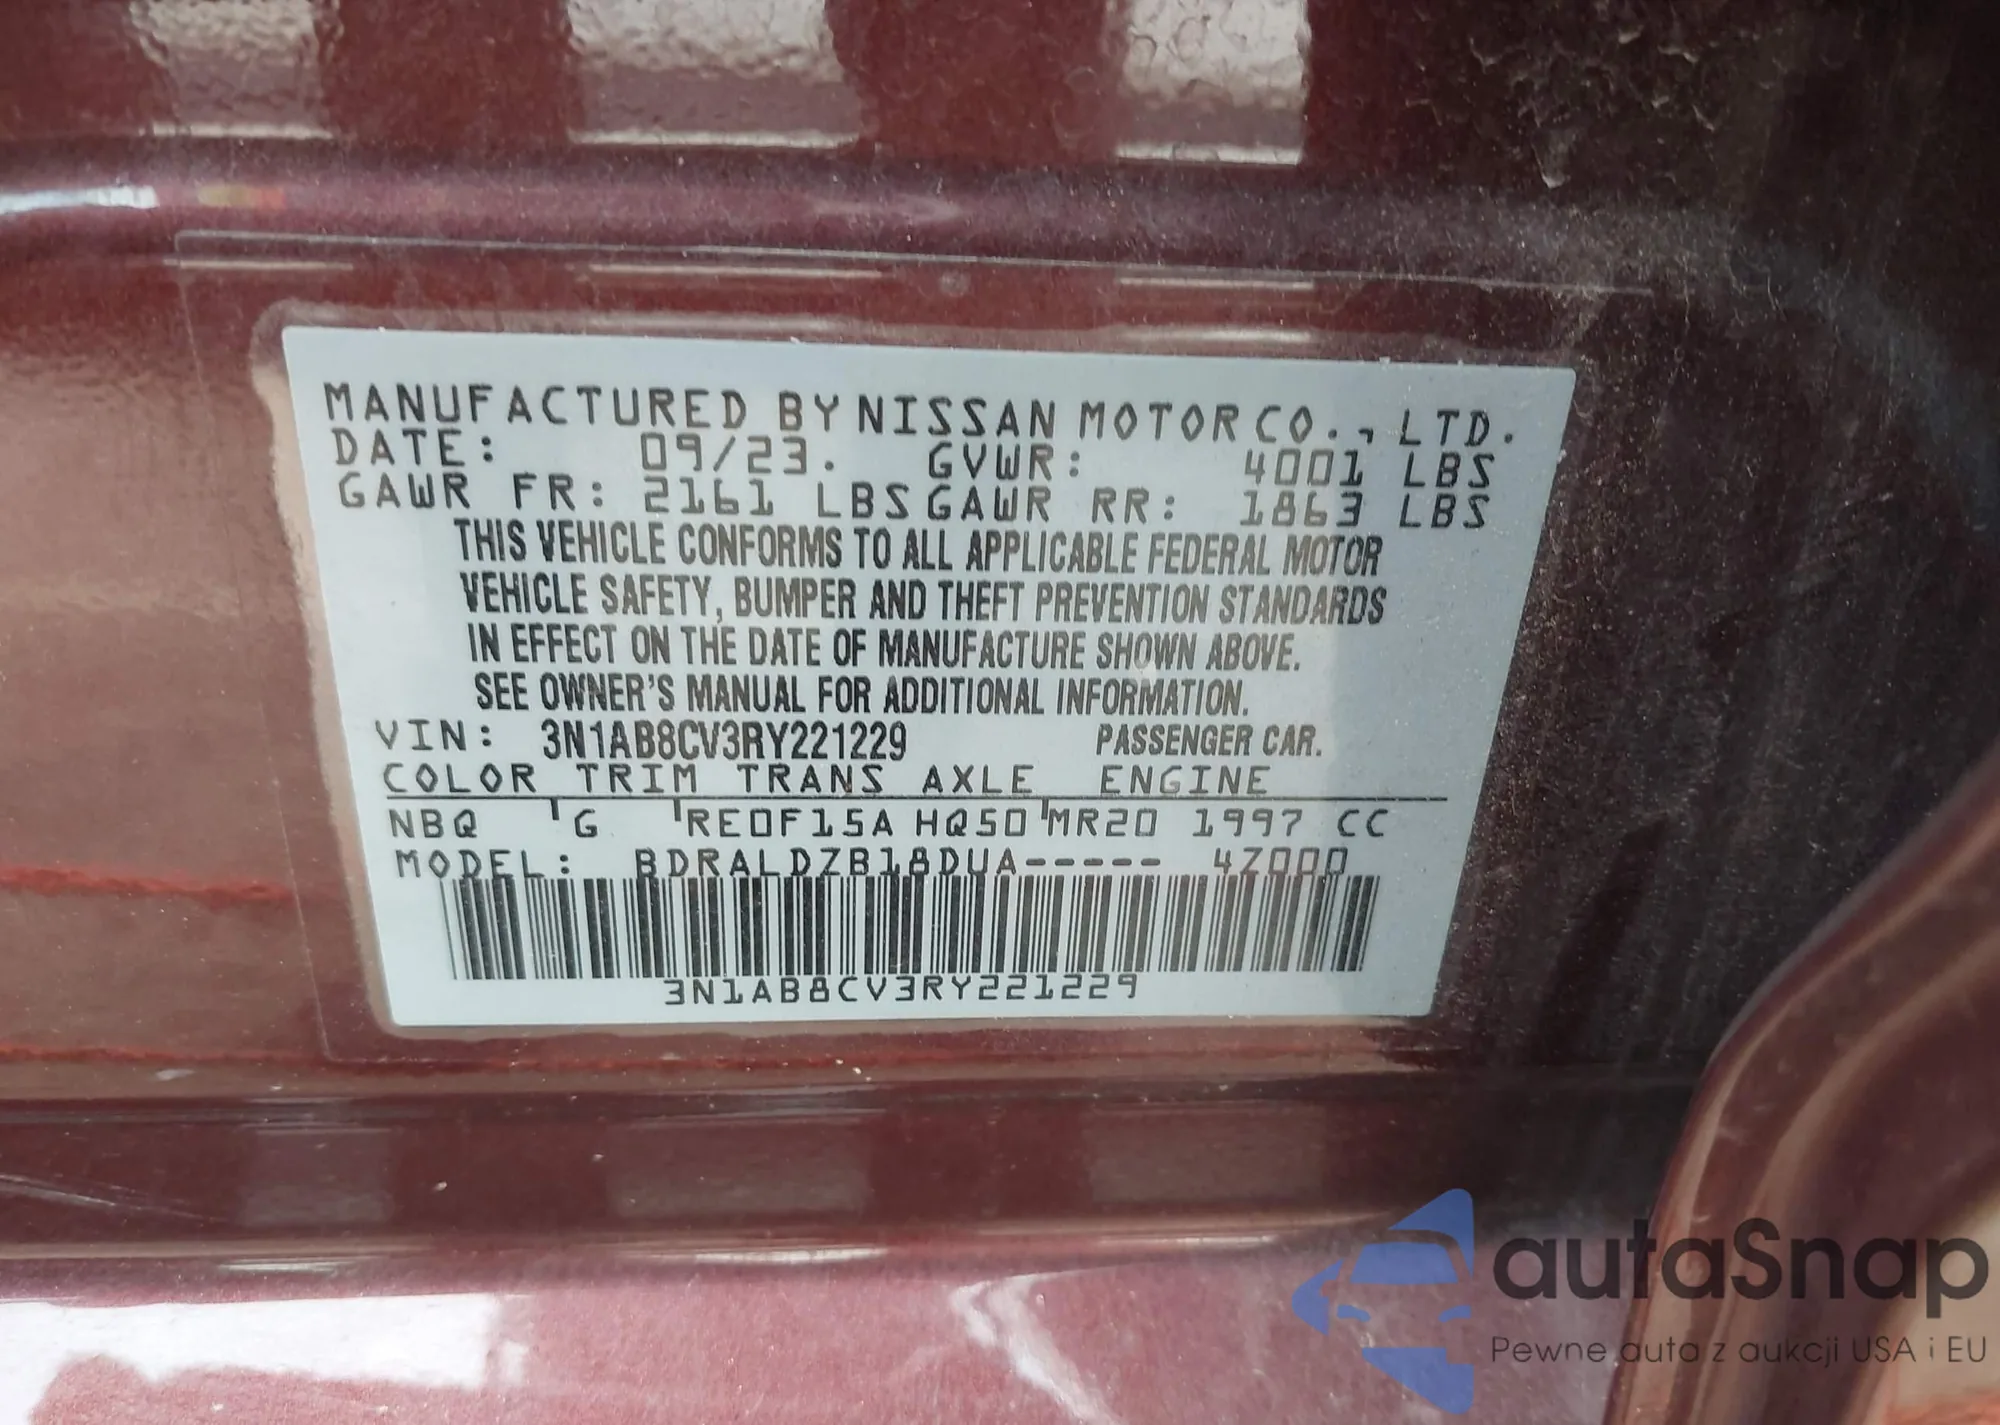 MANUFACTURED BY NISSAN MOTOR CO., LTD.
DATE: 09/23. GVWR: 4001 LBS
GAWR FR: 2161 LBS GAWR RR: 1863 LBS
THIS VEHICLE CONFORMS TO ALL APPLICABLE FEDERAL MOTOR
VEHICLE SAFETY, BUMPER AND THEFT PREVENTION STANDARDS
IN EFFECT ON THE DATE OF MANUFACTURE SHOWN ABOVE.
SEE OWNER'S MANUAL FOR ADDITIONAL INFORMATION.
VIN: 3N1AB8CV3RY221229 PASSENGER CAR.
COLOR TRIM TRANS AXLE ENGINE
NBQ G RE0F15A HQ50 MR20 1997 CC
MODEL: BDRALDZB18DUA----- 4Z000
3N1AB8CV3RY221229
autaSnap
Pewne auta z aukcji USA i EU